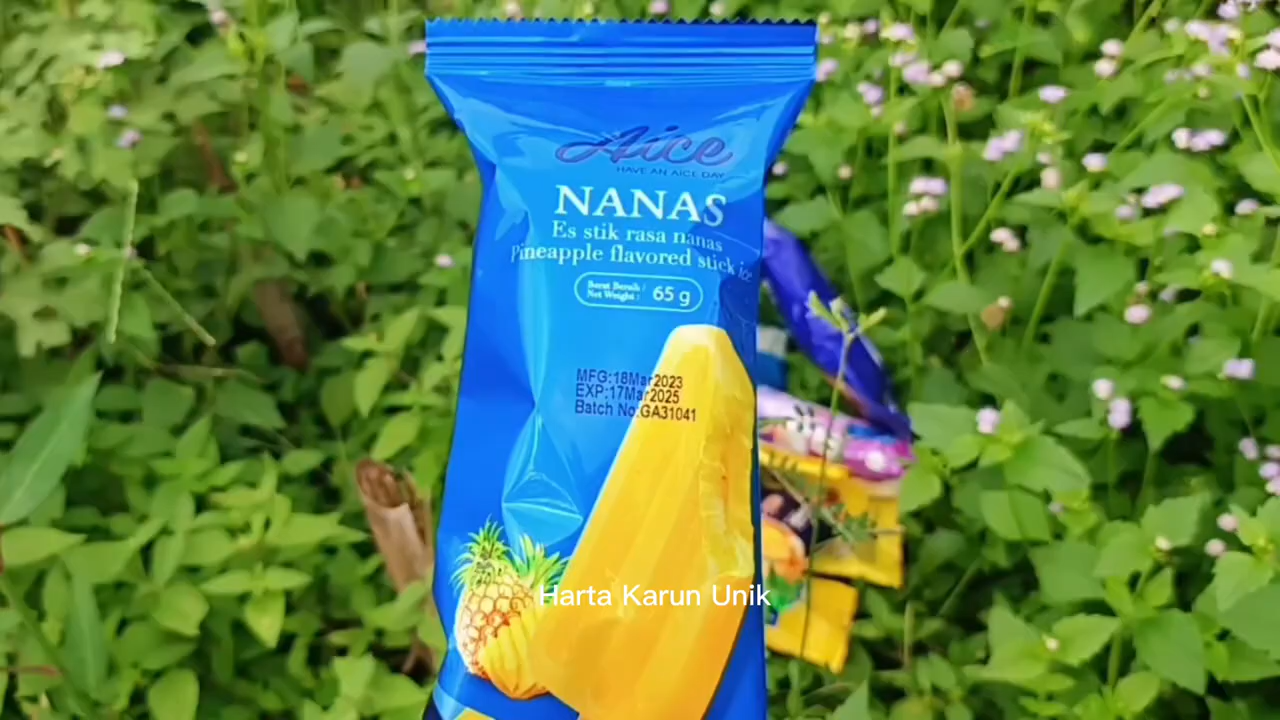 Aice
HAVE AN AICE DAY
NANAS
Es stik rasa nanas
Pineapple flavored stick ice
Berat Bersih /
Net Weight : 65 g
MFG:18Mar2023
EXP:17Mar2025
Batch No:GA31041
Harta Karun Unik